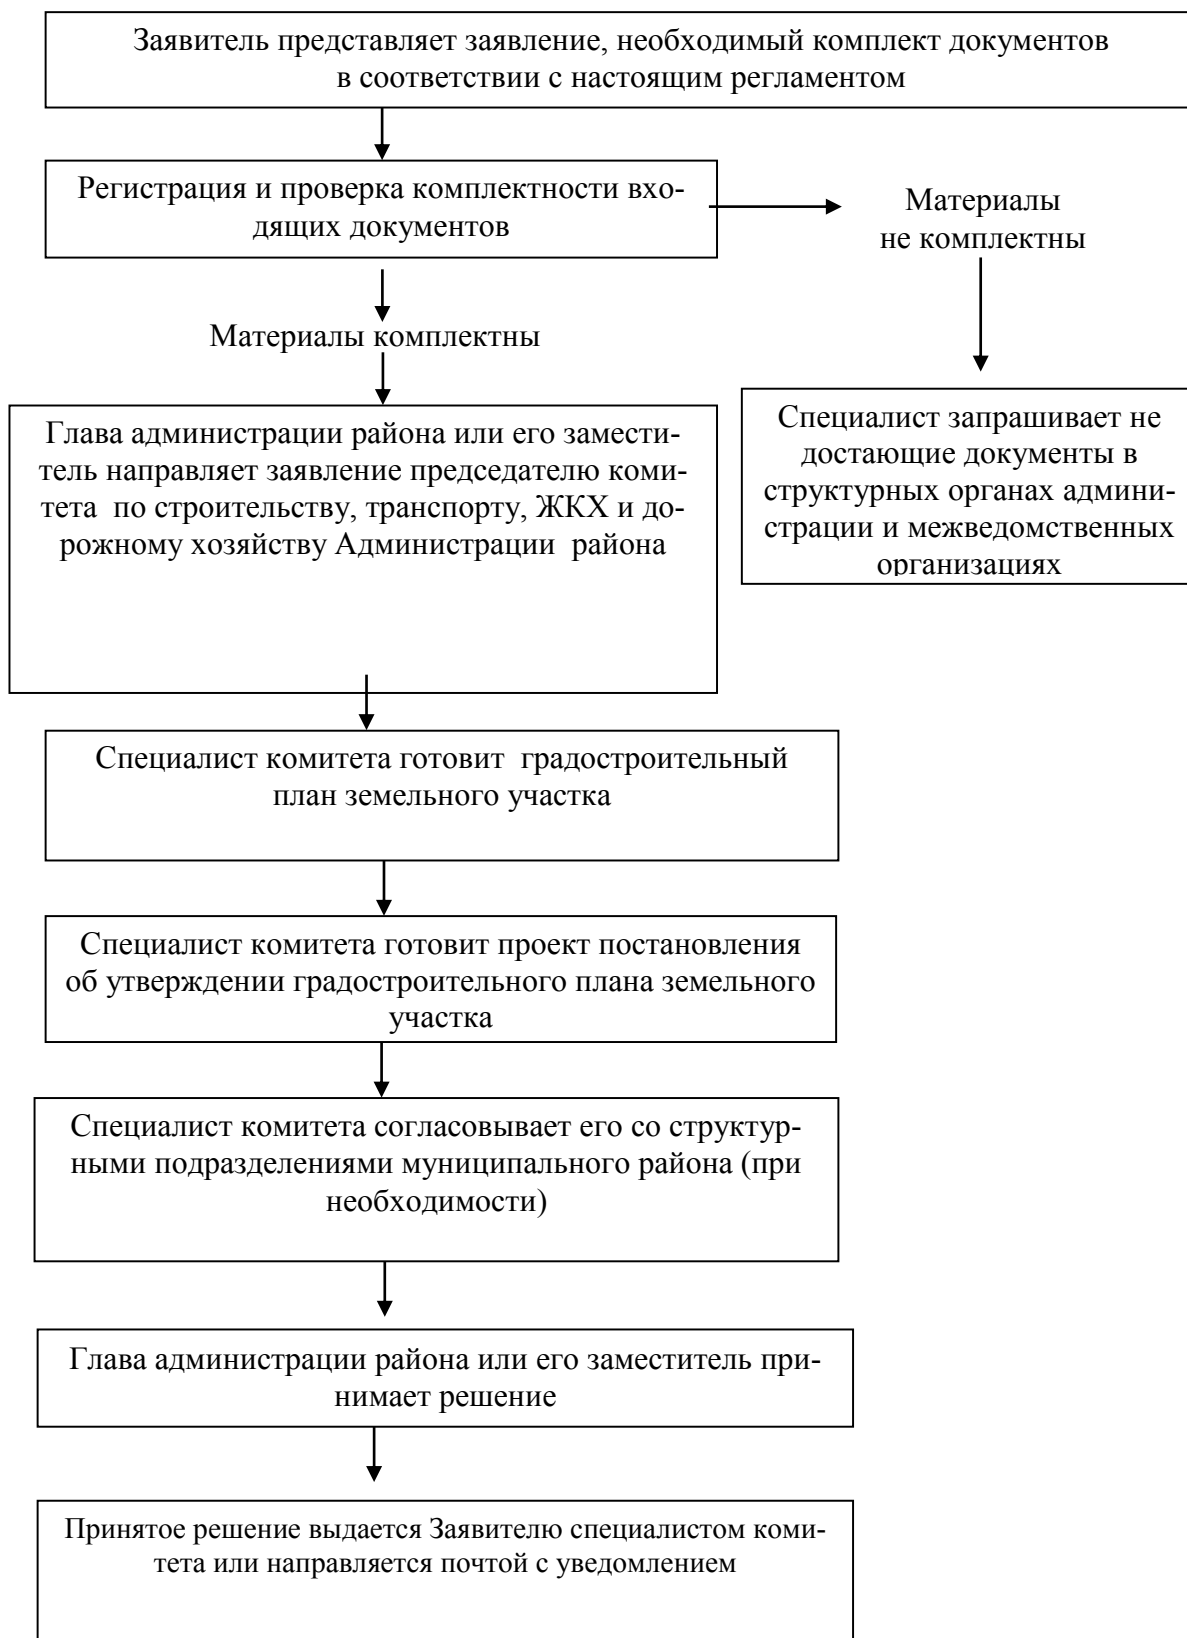 Заявитель представляет заявление, необходимый комплект документов
в соответствии с настоящим регламентом
Регистрация и проверка комплектности вхо-
дящих документов
Материалы
не комплектны
Материалы комплектны
Глава администрации района или его замести-
тель направляет заявление председателю коми-
тета по строительству, транспорту, ЖКХ и до-
рожному хозяйству Администрации района
Специалист запрашивает не
достающие документы в
структурных органах админи-
страции и межведомственных
организациях
Специалист комитета готовит градостроительный
план земельного участка
Специалист комитета готовит проект постановления
об утверждении градостроительного плана земельного
участка
Специалист комитета согласовывает его со структур-
ными подразделениями муниципального района (при
необходимости)
Глава администрации района или его заместитель при-
нимает решение
Принятое решение выдается Заявителю специалистом коми-
тета или направляется почтой с уведомлением